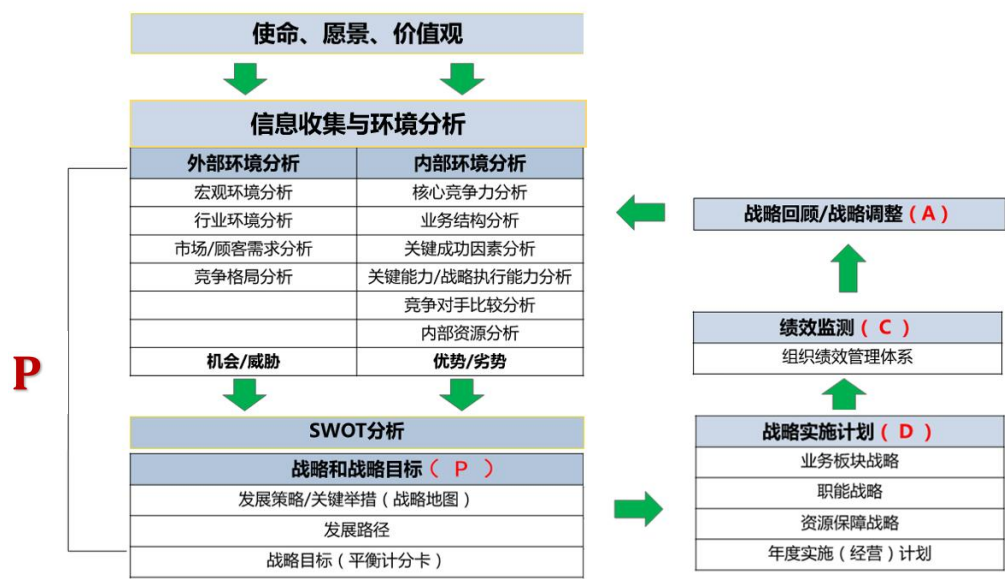 使命、愿景、价值观
信息收集与环境分析
外部环境分析 内部环境分析
宏观环境分析 核心竞争力分析
行业环境分析 业务结构分析
市场/顾客需求分析 关键成功因素分析
竞争格局分析 关键能力/战略执行能力分析
竞争对手比较分析
内部资源分析
机会/威胁 优势/劣势
P
SWOT分析
战略和战略目标( P )
发展策略/关键举措(战略地图)
发展路径
战略目标(平衡计分卡)
战略实施计划( D )
业务板块战略
职能战略
资源保障战略
年度实施(经营)计划
绩效监测( C )
组织绩效管理体系
战略回顾/战略调整( A )